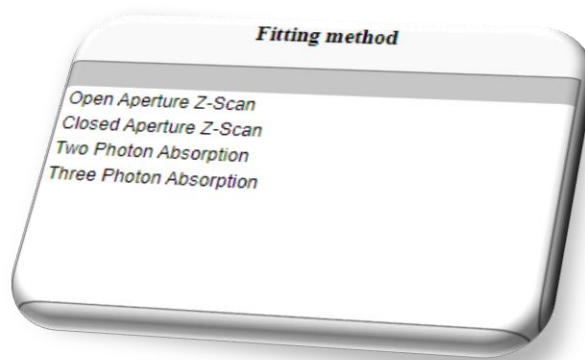 Fitting method
Open Aperture Z-Scan
Closed Aperture Z-Scan
Two Photon Absorption
Three Photon Absorption